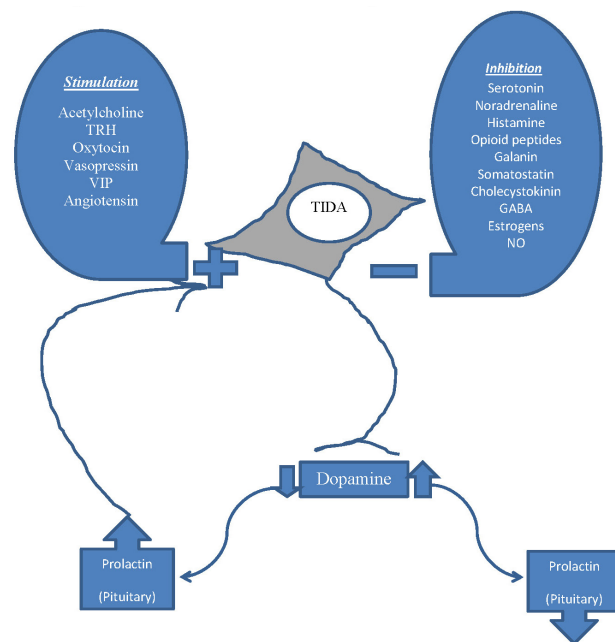 Stimulation
Acetylcholine
TRH
Oxytocin
Vasopressin
VIP
Angiotensin
Inhibition
Serotonin
Noradrenaline
Histamine
Opioid peptides
Galanin
Somatostatin
Cholecystokinin
GABA
Estrogens
NO
TIDA
Dopamine
Prolactin
(Pituitary)
Prolactin
(Pituitary)